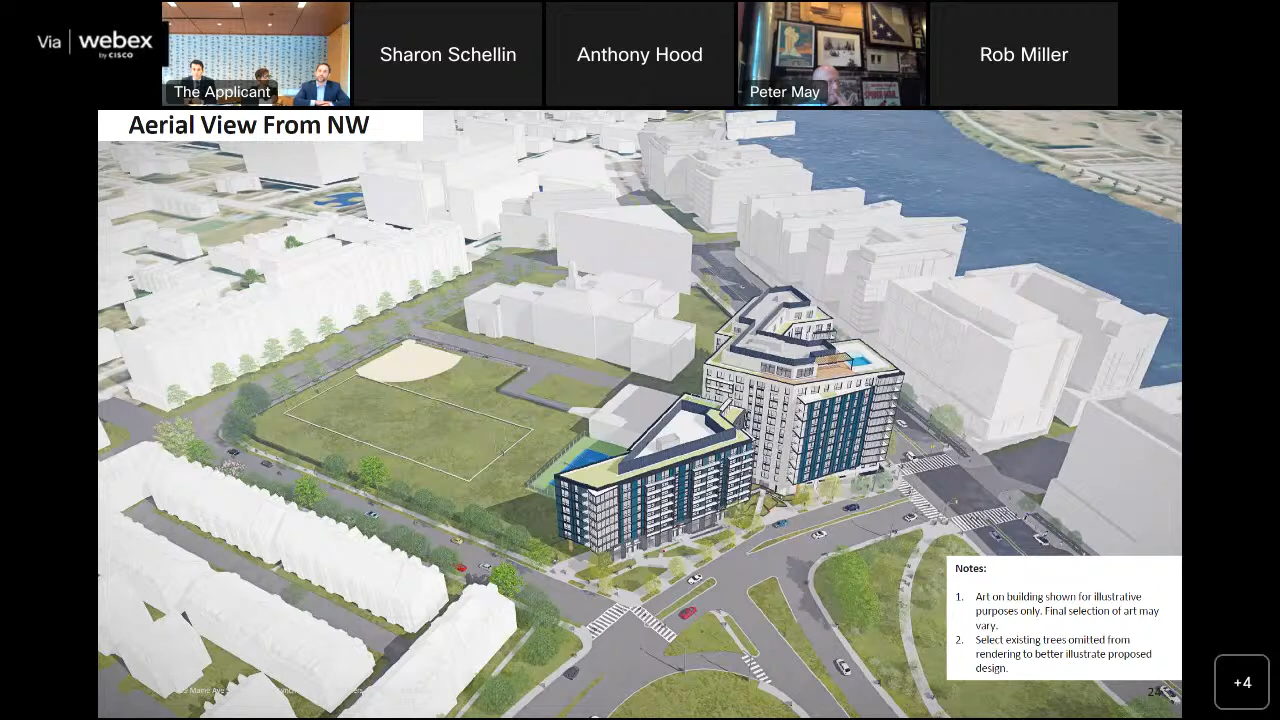 Via
webex
by CISCO
The Applicant
Sharon Schellin
Anthony Hood
Peter May
Rob Miller
Aerial View From NW
Notes:
1. Art on building shown for illustrative
purposes only. Final selection of art may
vary.
2. Select existing trees omitted from
rendering to better illustrate proposed
design.
Maine Ave
+4